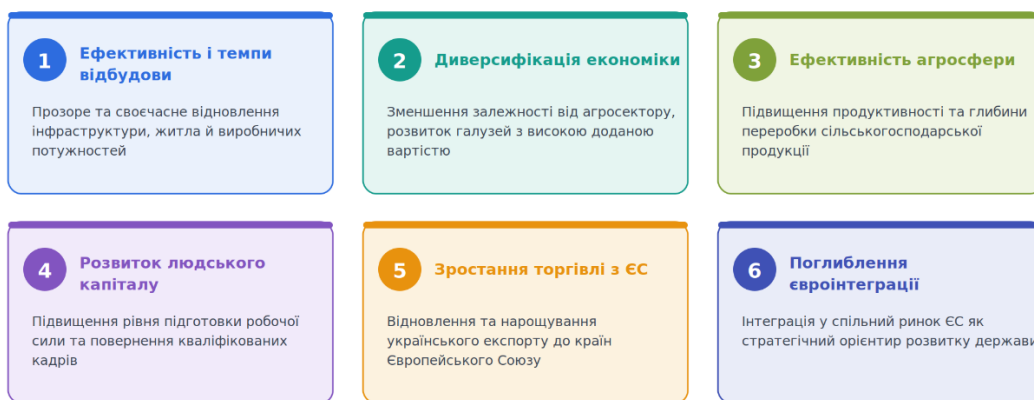 1
Ефективність і темпи
відбудови
Прозоре та своєчасне відновлення
інфраструктури, житла й виробничих
потужностей
2
Диверсифікація економіки
Зменшення залежності від агросектору,
розвиток галузей з високою доданою
вартістю
3
Ефективність агросфери
Підвищення продуктивності та глибини
переробки сільськогосподарської
продукції
4
Розвиток людського
капіталу
Підвищення рівня підготовки робочої
сили та повернення кваліфікованих
кадрів
5
Зростання торгівлі з ЄС
Відновлення та нарощування
українського експорту до країн
Європейського Союзу
6
Поглиблення
євроінтеграції
Інтеграція у спільний ринок ЄС як
стратегічний орієнтир розвитку держави